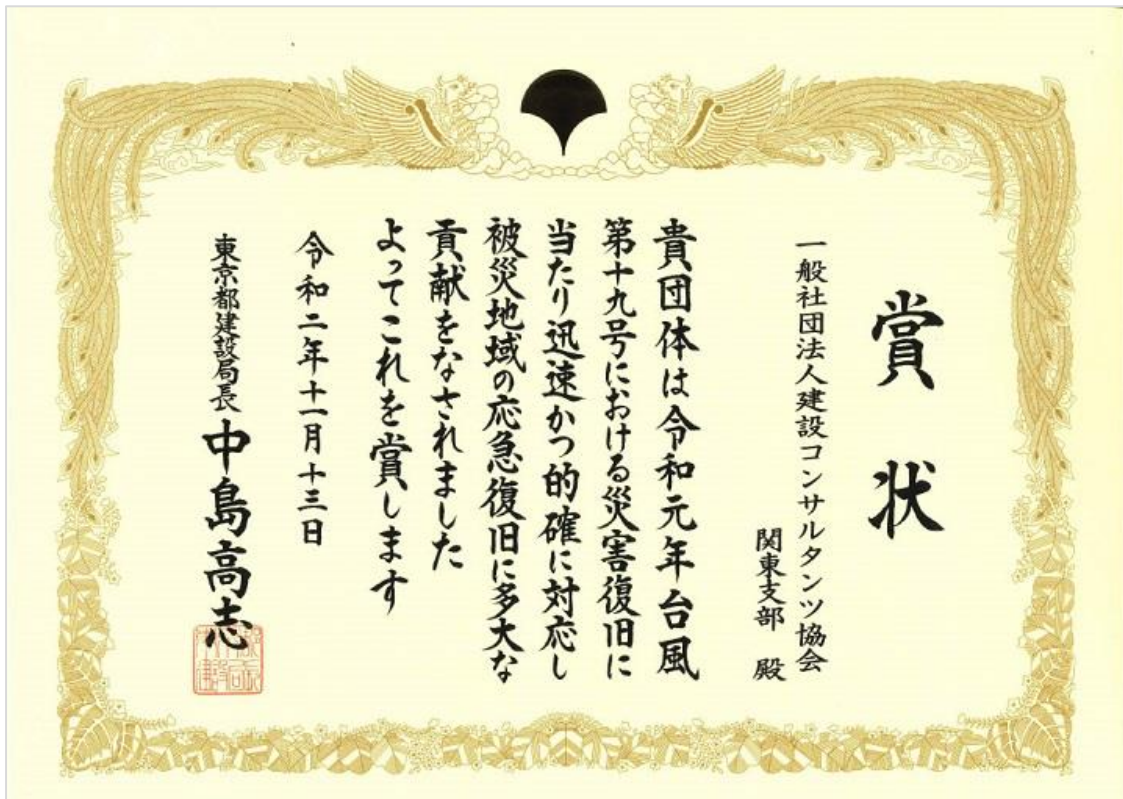 賞状
一般社団法人建設コンサルタンツ協会
関東支部 殿
貴団体は令和元年台風
第十九号における災害復旧に
当たり迅速かつ的確に対応し
被災地域の応急復旧に多大な
貢献をなされました
よってこれを賞します
令和二年十一月十三日
東京都建設局長 中島高志